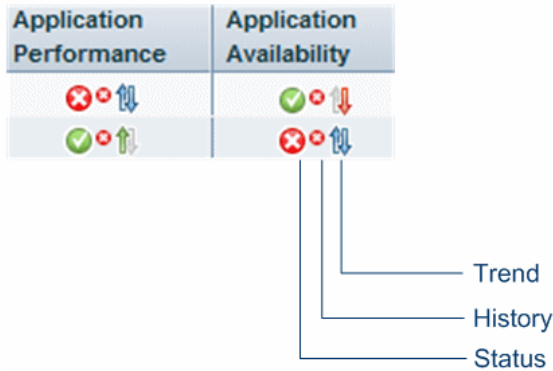 Application
Performance
Application
Availability
Trend
History
Status